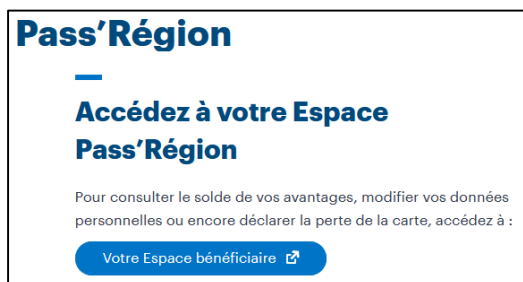 Pass’Région
Accédez à votre Espace
Pass’Région
Pour consulter le solde de vos avantages, modifier vos données
personnelles ou encore déclarer la perte de la carte, accédez à :
Votre Espace bénéficiaire